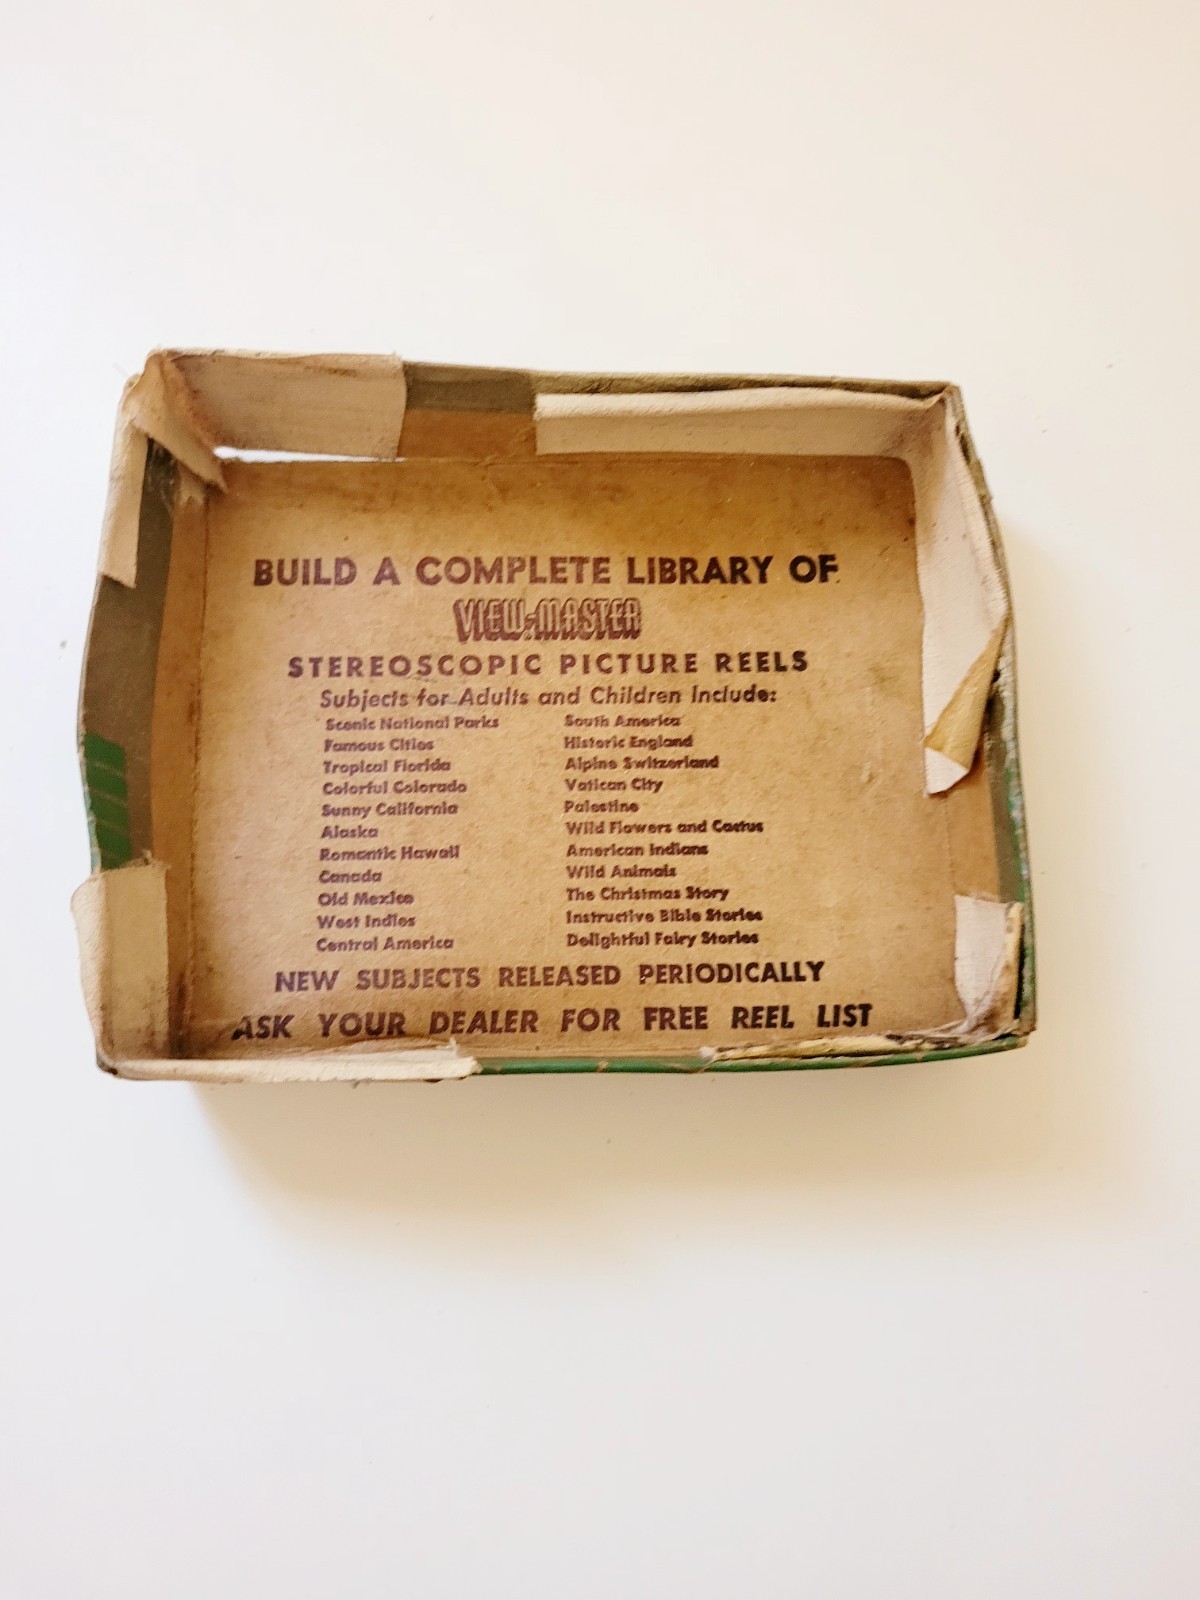 BUILD A COMPLETE LIBRARY OF
VIEW-MASTER
STEREOSCOPIC PICTURE REELS
Subjects for Adults and Children Include:
Scenic National Parks
Famous Cities
Tropical Florida
Colorful Colorado
Sunny California
Alaska
Romantic Hawaii
Canada
Old Mexico
West Indies
Central America
South America
Historic England
Alpine Switzerland
Vatican City
Palestine
Wild Flowers and Cactus
American Indians
Wild Animals
The Christmas Story
Instructive Bible Stories
Delightful Fairy Stories
NEW SUBJECTS RELEASED PERIODICALLY
ASK YOUR DEALER FOR FREE REEL LIST